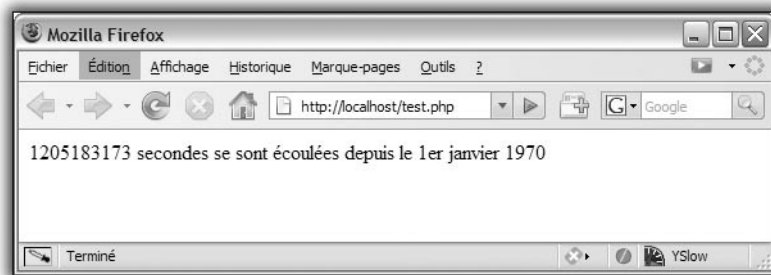 Mozilla Firefox
Fichier Édition Affichage Historique Marque-pages Outils ?
http://localhost/test.php G Google
1205183173 secondes se sont écoulées depuis le 1er janvier 1970
Terminé YSlow